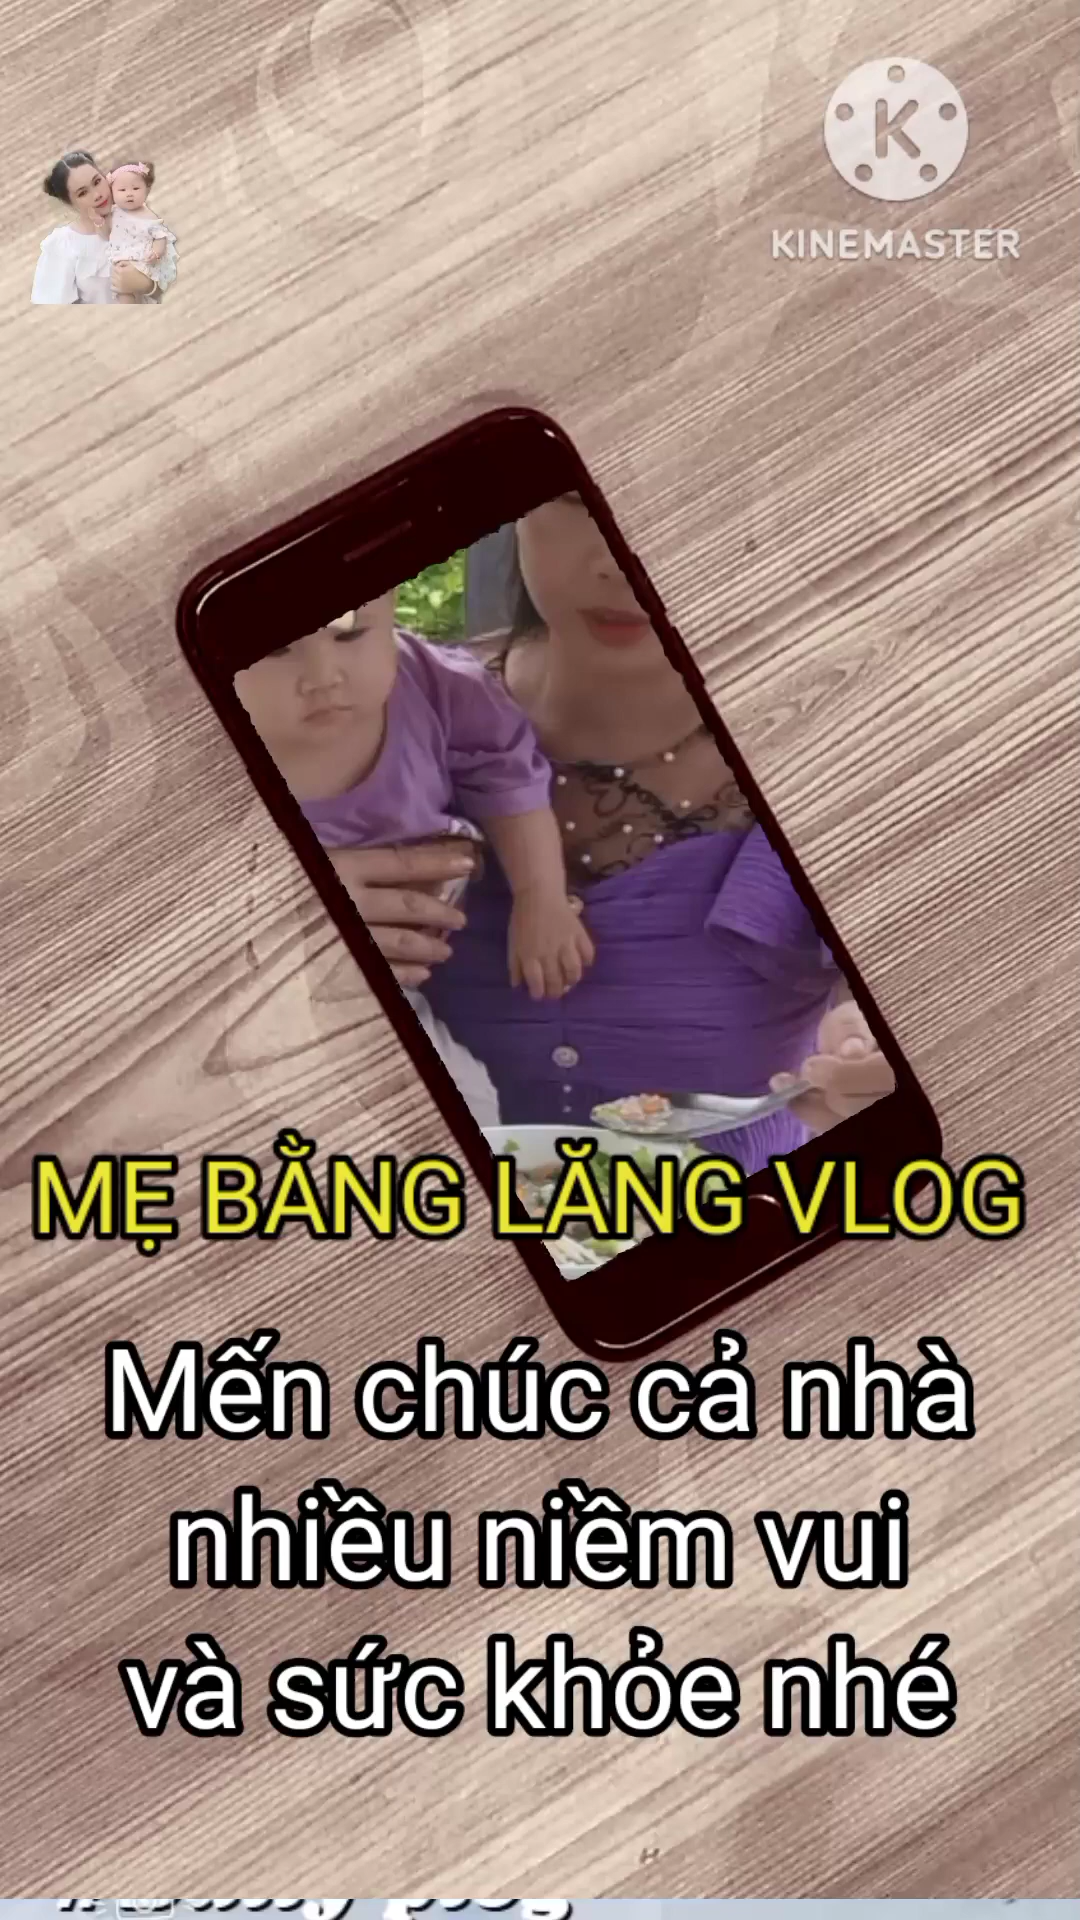 K
KINEMASTER
MẸ BẰNG LĂNG VLOG
Mến chúc cả nhà
nhiều niềm vui
và sức khỏe nhé